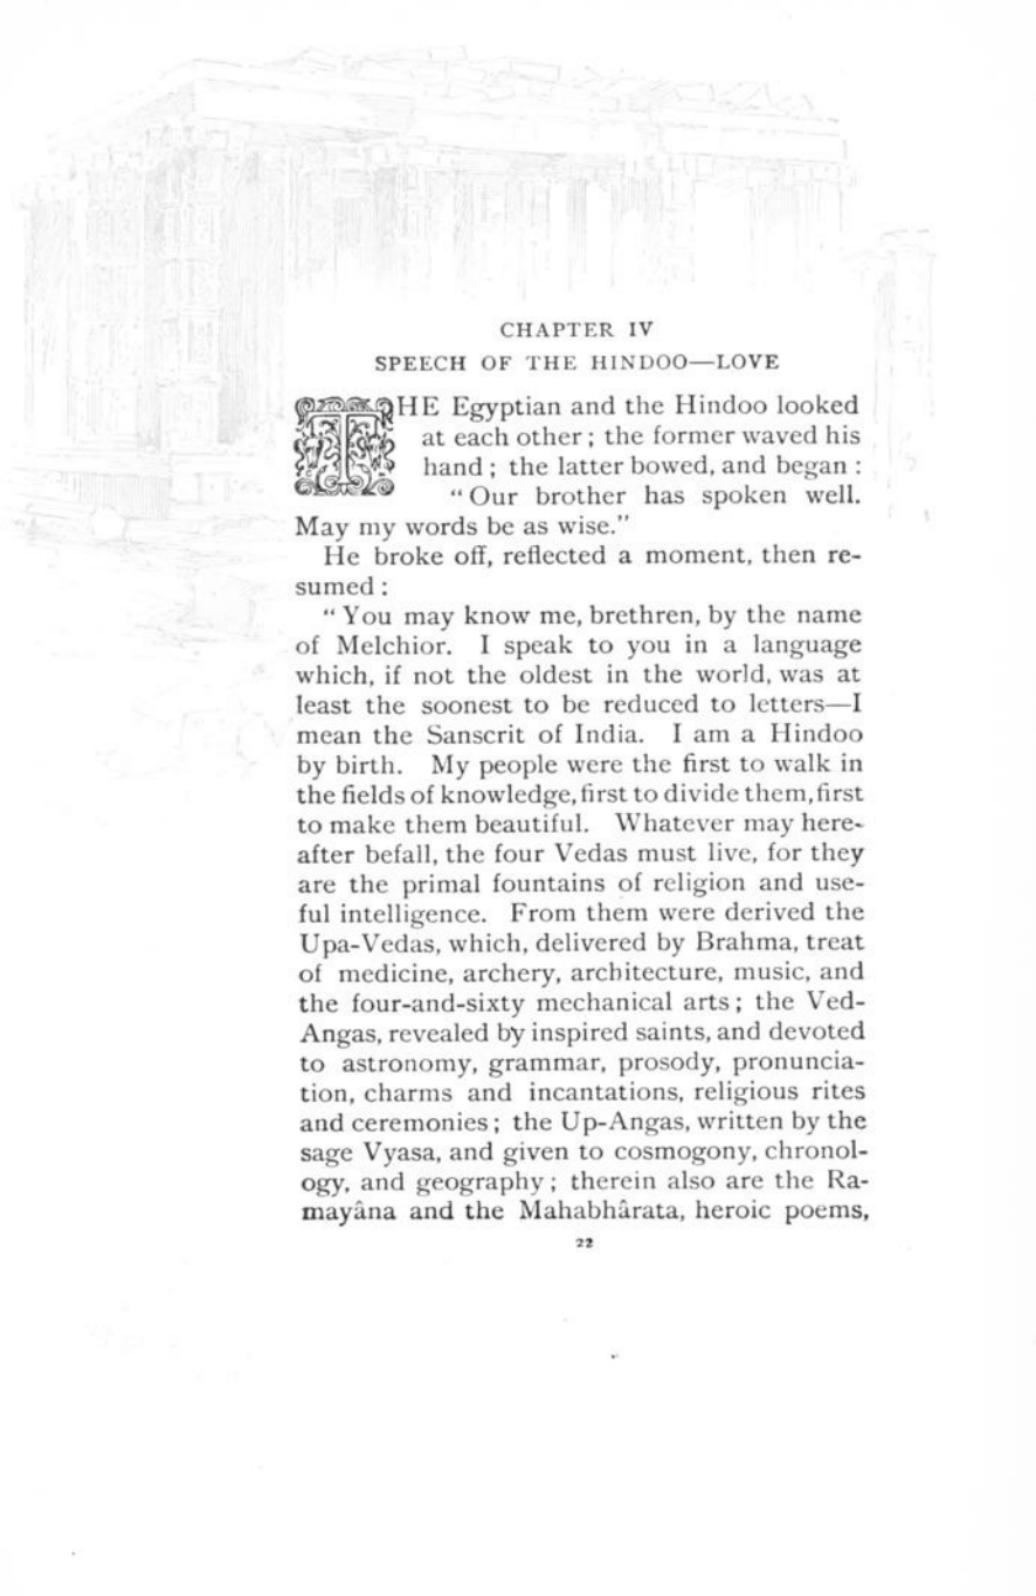 CHAPTER IV
SPEECH OF THE HINDOO—LOVE
THE Egyptian and the Hindoo looked
at each other; the former waved his
hand; the latter bowed, and began:
"Our brother has spoken well.
May my words be as wise."
He broke off, reflected a moment, then re-
sumed:
"You may know me, brethren, by the name
of Melchior. I speak to you in a language
which, if not the oldest in the world, was at
least the soonest to be reduced to letters—I
mean the Sanscrit of India. I am a Hindoo
by birth. My people were the first to walk in
the fields of knowledge, first to divide them, first
to make them beautiful. Whatever may here-
after befall, the four Vedas must live, for they
are the primal fountains of religion and use-
ful intelligence. From them were derived the
Upa-Vedas, which, delivered by Brahma, treat
of medicine, archery, architecture, music, and
the four-and-sixty mechanical arts; the Ved-
Angas, revealed by inspired saints, and devoted
to astronomy, grammar, prosody, pronuncia-
tion, charms and incantations, religious rites
and ceremonies; the Up-Angas, written by the
sage Vyasa, and given to cosmogony, chronol-
ogy, and geography; therein also are the Ra-
mayâna and the Mahabhârata, heroic poems,
22